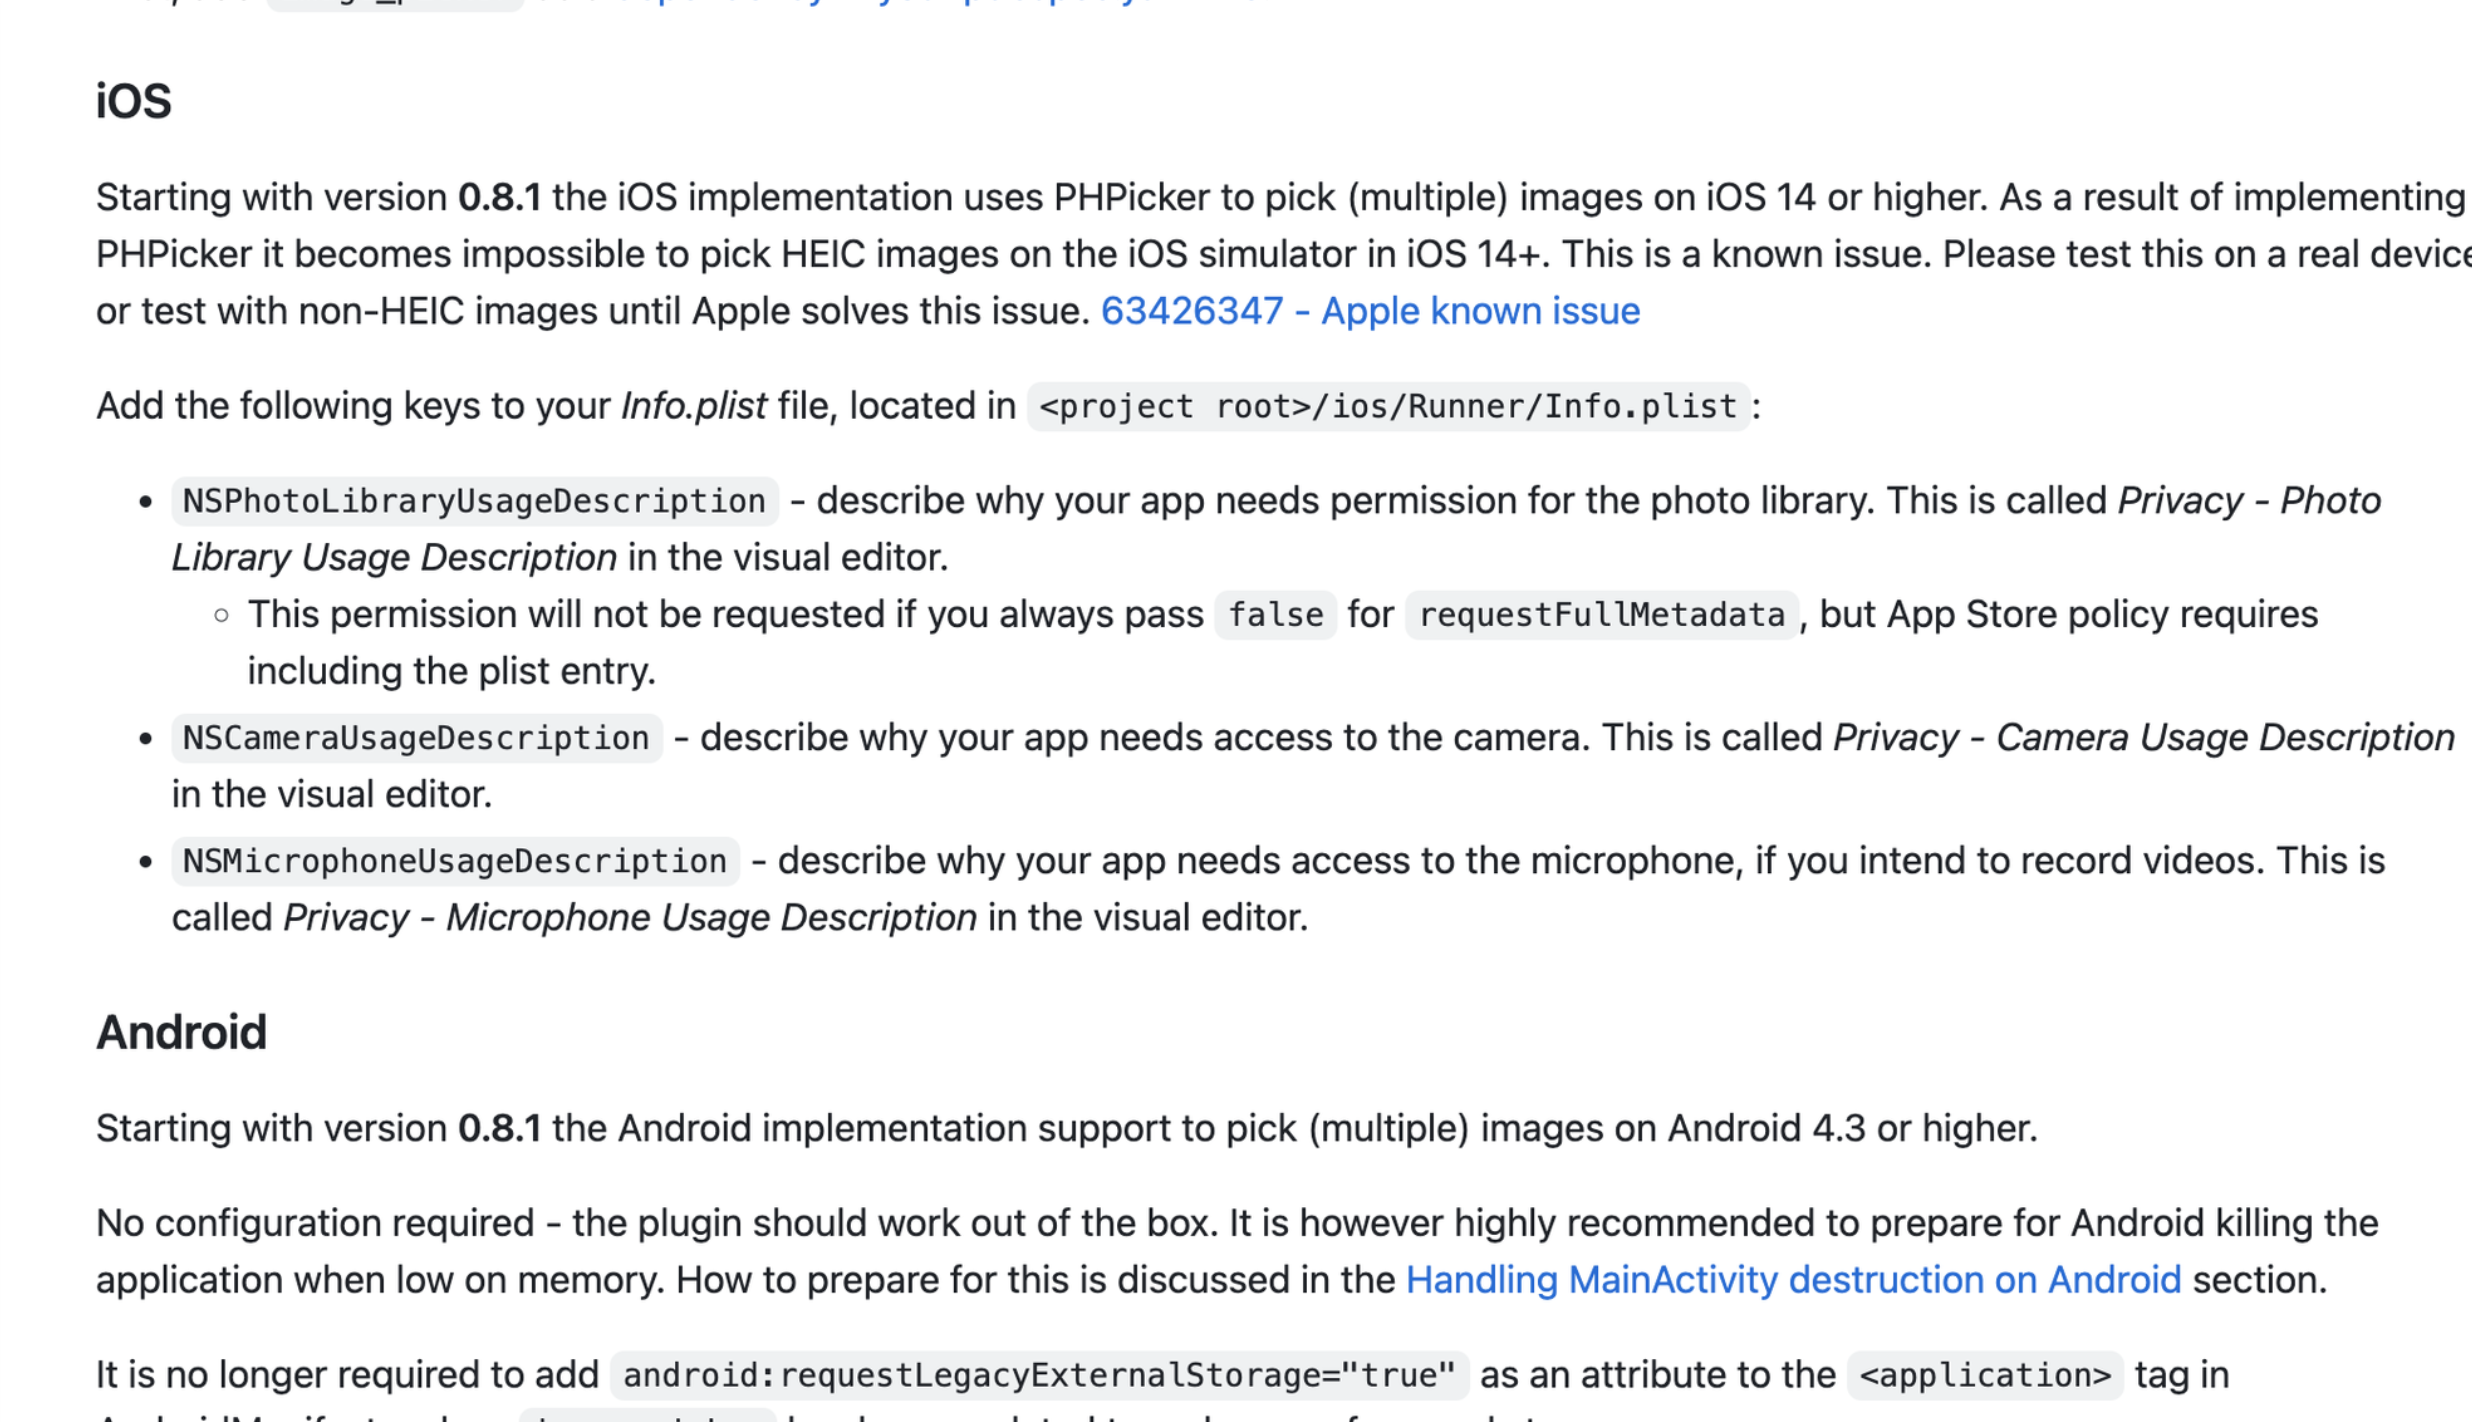 iOS
Starting with version 0.8.1 the iOS implementation uses PHPicker to pick (multiple) images on iOS 14 or higher. As a result of implementing
PHPicker it becomes impossible to pick HEIC images on the iOS simulator in iOS 14+. This is a known issue. Please test this on a real device
or test with non-HEIC images until Apple solves this issue. 63426347 - Apple known issue
Add the following keys to your Info.plist file, located in <project root>/ios/Runner/Info.plist:
• NSPhotoLibraryUsageDescription - describe why your app needs permission for the photo library. This is called Privacy - Photo
Library Usage Description in the visual editor.
◦ This permission will not be requested if you always pass false for requestFullMetadata, but App Store policy requires
including the plist entry.
• NSCameraUsageDescription - describe why your app needs access to the camera. This is called Privacy - Camera Usage Description
in the visual editor.
• NSMicrophoneUsageDescription - describe why your app needs access to the microphone, if you intend to record videos. This is
called Privacy - Microphone Usage Description in the visual editor.
Android
Starting with version 0.8.1 the Android implementation support to pick (multiple) images on Android 4.3 or higher.
No configuration required - the plugin should work out of the box. It is however highly recommended to prepare for Android killing the
application when low on memory. How to prepare for this is discussed in the Handling MainActivity destruction on Android section.
It is no longer required to add android:requestLegacyExternalStorage="true" as an attribute to the <application> tag in